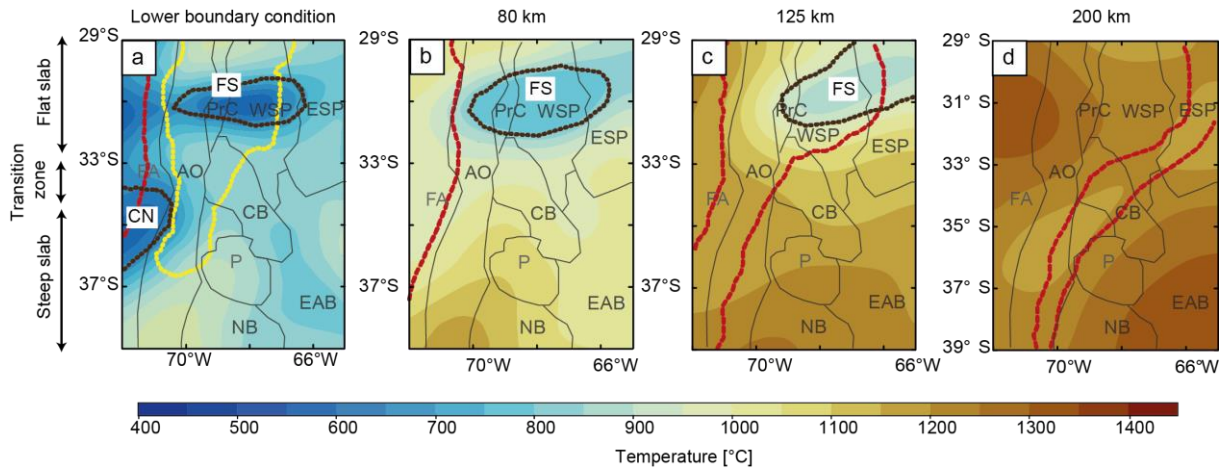 Lower boundary condition
80 km
125 km
200 km
Flat slab
Transition zone
Steep slab
29°S
33°S
37°S
70°W
66°W
a
FS
PrC
WSP
ESP
FA
AO
CN
CB
P
EAB
NB
29°S
33°S
37°S
70°W
66°W
b
FS
PrC
WSP
ESP
AO
FA
CB
P
EAB
NB
29°S
33°S
37°S
70°W
66°W
c
FS
PrC
WSP
ESP
AO
FA
CB
P
EAB
NB
29° S
31° S
33° S
35° S
37° S
39° S
70°W
66°W
d
PrC
WSP
ESP
AO
FA
CB
P
EAB
NB
400 500 600 700 800 900 1000 1100 1200 1300 1400
Temperature [°C]